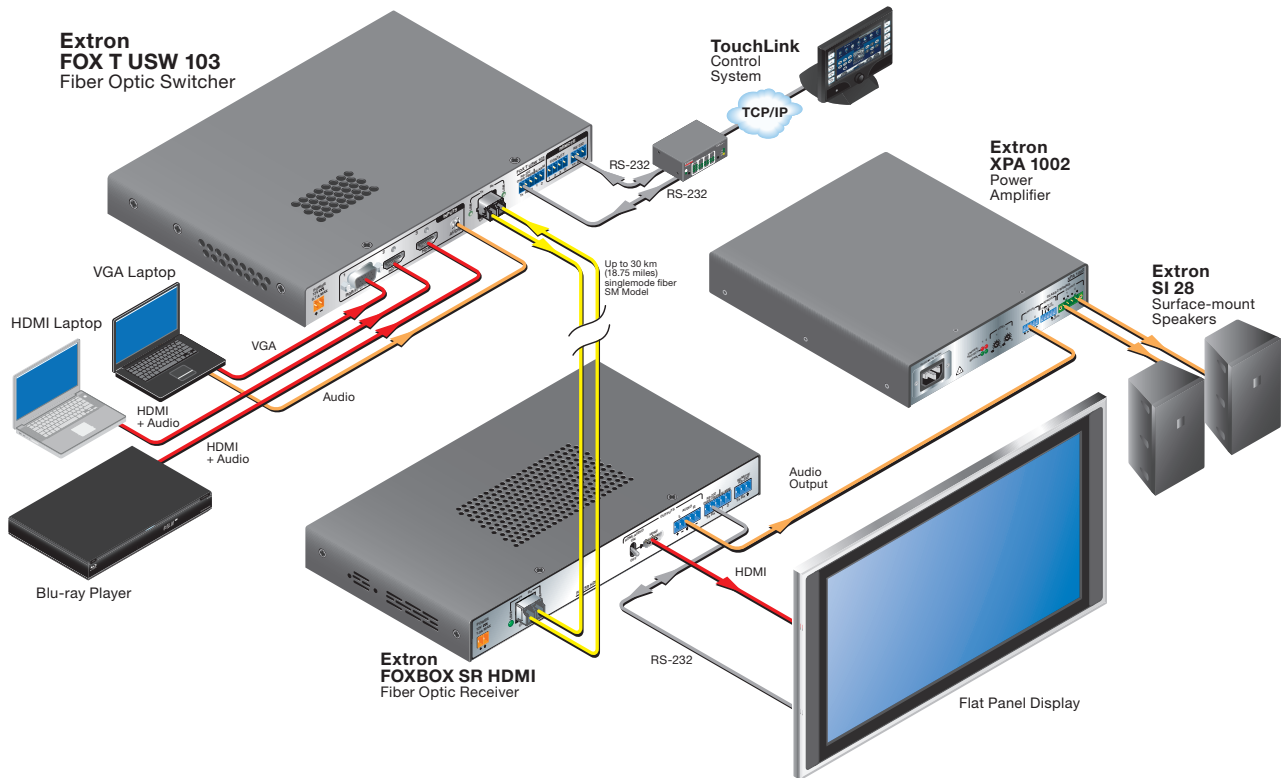 Extron
FOX T USW 103
Fiber Optic Switcher
TouchLink
Control
System
TCP/IP
RS-232
RS-232
Extron
XPA 1002
Power
Amplifier
Extron
SI 28
Surface-mount
Speakers
Up to 30 km
(18.75 miles)
singlemode fiber
SM Model
VGA Laptop
HDMI Laptop
VGA
Audio
HDMI
+ Audio
HDMI
+ Audio
Blu-ray Player
Audio
Output
HDMI
RS-232
Extron
FOXBOX SR HDMI
Fiber Optic Receiver
Flat Panel Display